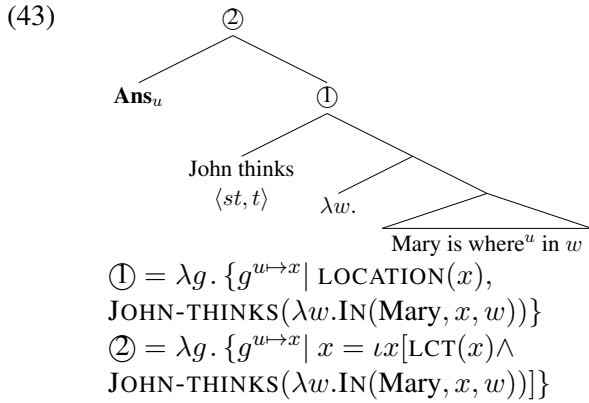 (43)
②
Ans_u
①
John thinks
⟨st, t⟩
λw.
Mary is where^u in w
① = λg. {g^{u↦x}| LOCATION(x),
JOHN-THINKS(λw.IN(Mary, x, w))}
② = λg. {g^{u↦x}| x = ιx[LCT(x)∧
JOHN-THINKS(λw.IN(Mary, x, w))]}